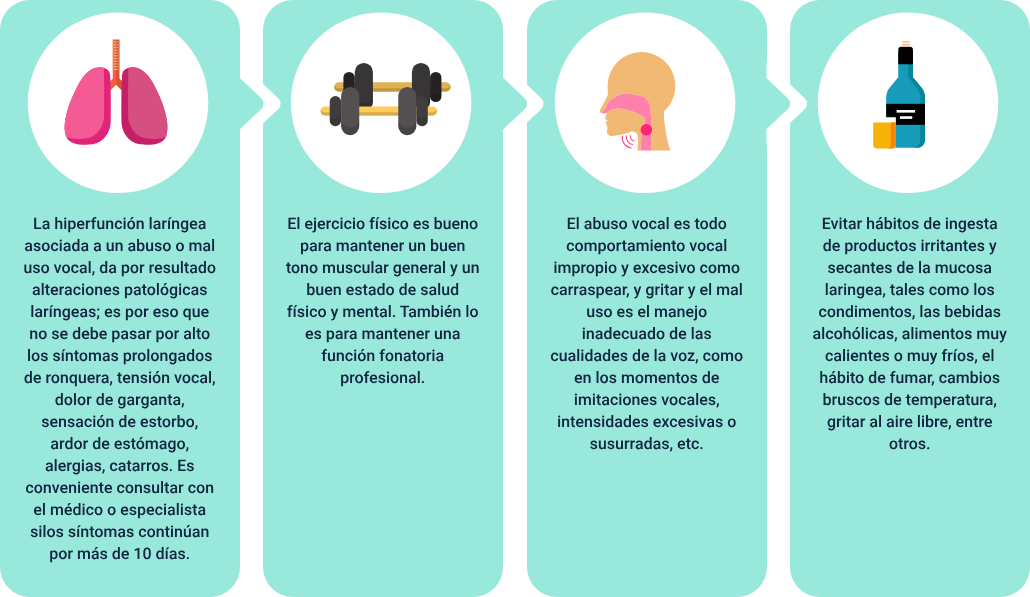 La hiperfunción laríngea
asociada a un abuso o mal
uso vocal, da por resultado
alteraciones patológicas
laríngeas; es por eso que
no se debe pasar por alto
los síntomas prolongados
de ronquera, tensión vocal,
dolor de garganta,
sensación de estorbo,
ardor de estómago,
alergias, catarros. Es
conveniente consultar con
el médico o especialista
silos síntomas continúan
por más de 10 días.
El ejercicio físico es bueno
para mantener un buen
tono muscular general y un
buen estado de salud
físico y mental. También lo
es para mantener una
función fonatoria
profesional.
El abuso vocal es todo
comportamiento vocal
impropio y excesivo como
carraspear, y gritar y el mal
uso es el manejo
inadecuado de las
cualidades de la voz, como
en los momentos de
imitaciones vocales,
intensidades excesivas o
susurradas, etc.
Evitar hábitos de ingesta
de productos irritantes y
secantes de la mucosa
laringea, tales como los
condimentos, las bebidas
alcohólicas, alimentos muy
calientes o muy fríos, el
hábito de fumar, cambios
bruscos de temperatura,
gritar al aire libre, entre
otros.